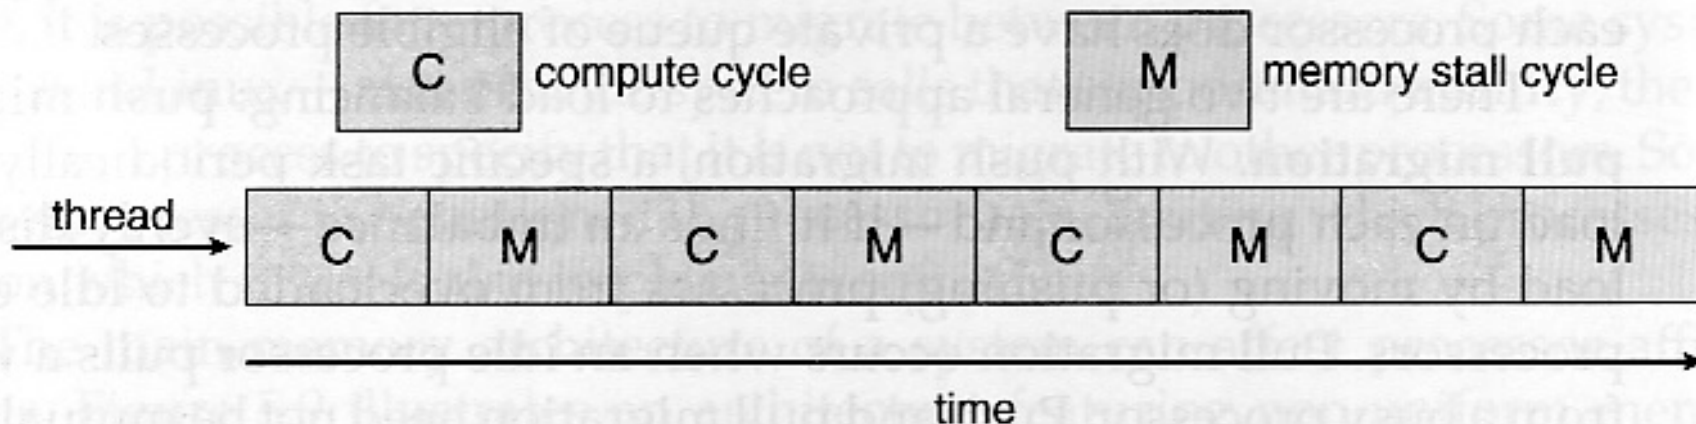 C compute cycle
M memory stall cycle
thread
C M C M C M C M
time